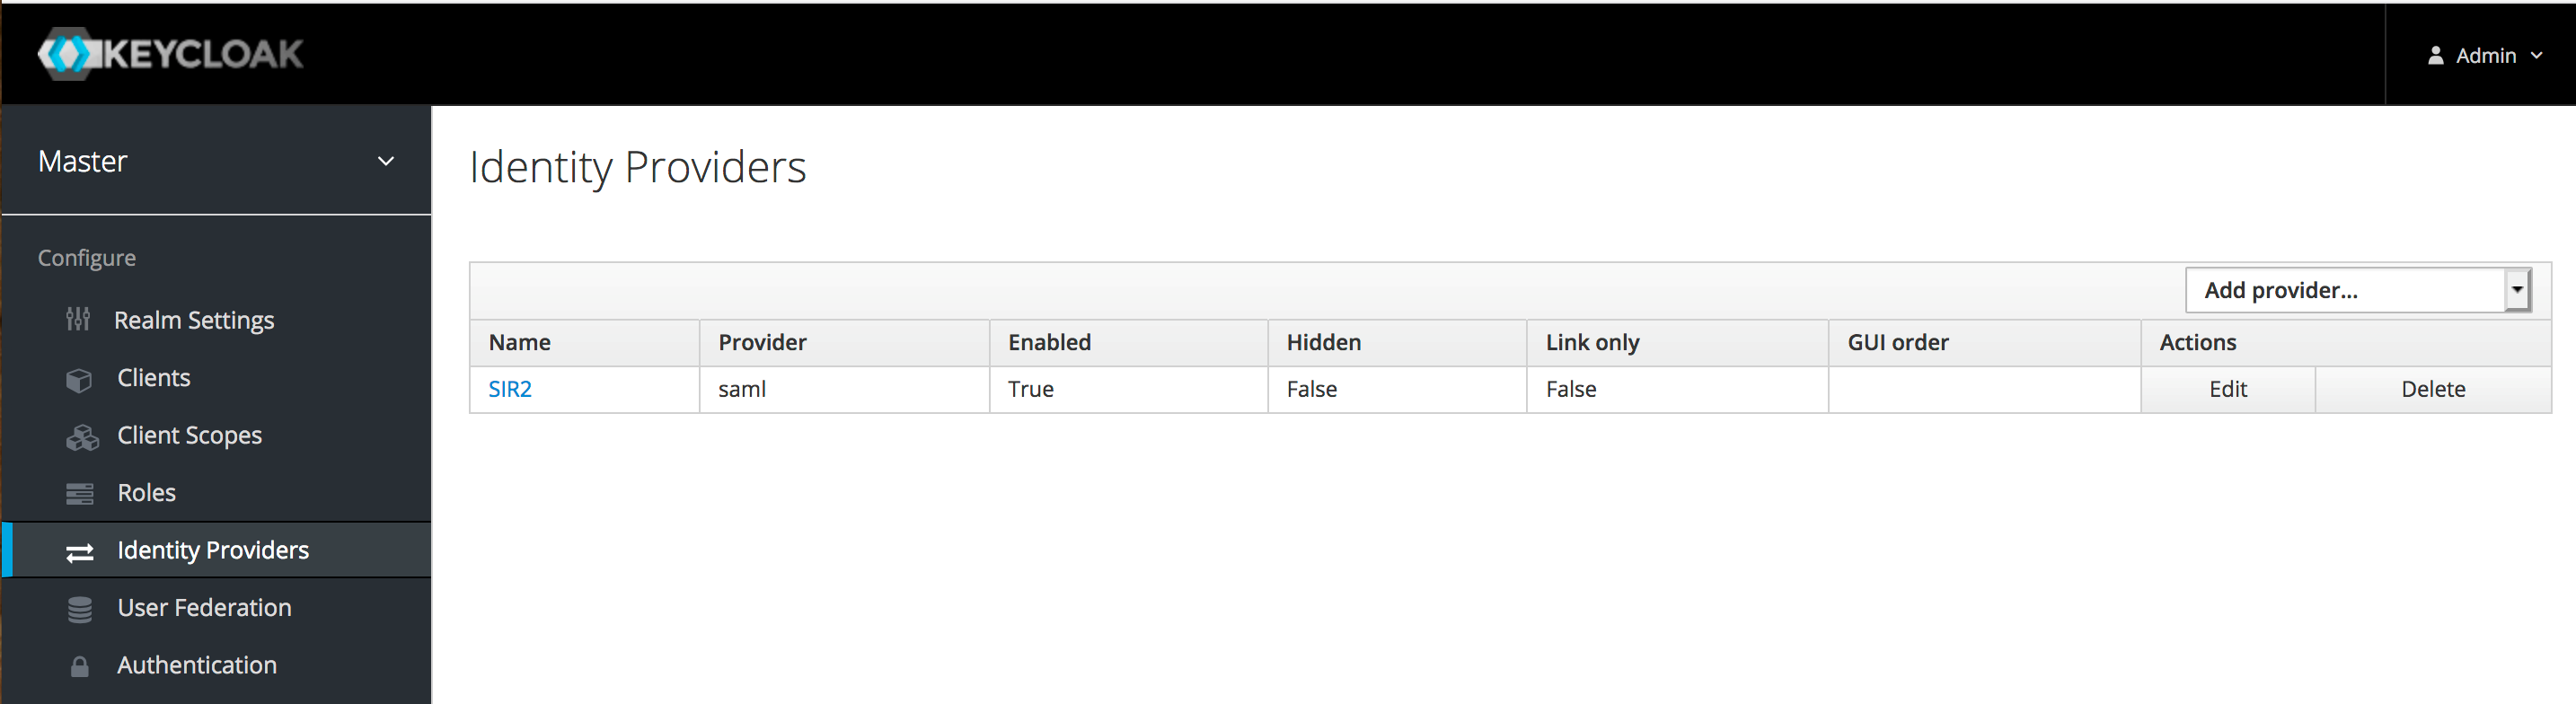 KEYCLOAK
Admin
Master
Configure
Realm Settings
Clients
Client Scopes
Roles
Identity Providers
User Federation
Authentication
Identity Providers
Add provider...
Name Provider Enabled Hidden Link only GUI order Actions
SIR2 saml True False False Edit Delete